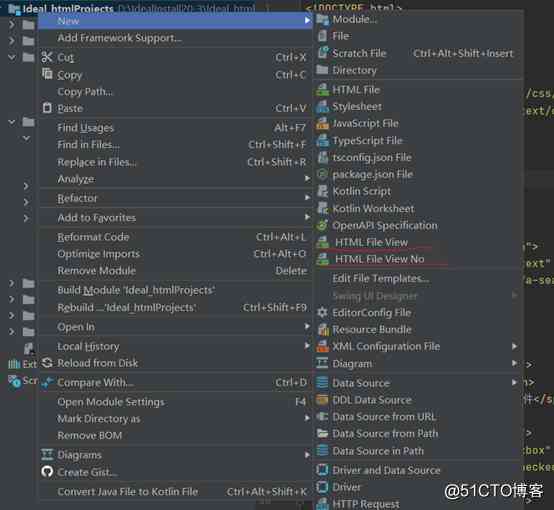 Ideal_htmlProjects D:\IdeaInstall20.3\Ideal_html
<!DOCTYPE html>
New
Add Framework Support...
Cut Ctrl+X
Copy Ctrl+C
Copy Path...
Paste Ctrl+V
Find Usages Alt+F7
Find in Files... Ctrl+Shift+F
Replace in Files... Ctrl+Shift+R
Analyze
Refactor
Add to Favorites
Reformat Code Ctrl+Alt+L
Optimize Imports Ctrl+Alt+O
Remove Module Delete
Build Module 'Ideal_htmlProjects'
Rebuild ...'Ideal_htmlProjects' Ctrl+Shift+F9
Open In
Local History
Reload from Disk
Compare With... Ctrl+D
Open Module Settings F4
Mark Directory as
Remove BOM
Diagrams
Create Gist...
Convert Java File to Kotlin File Ctrl+Alt+Shift+K
Module...
File
Scratch File Ctrl+Alt+Shift+Insert
Directory
HTML File
Stylesheet
JavaScript File
TypeScript File
tsconfig.json File
package.json File
Kotlin Script
Kotlin Worksheet
OpenAPI Specification
HTML File View
HTML File View No
Edit File Templates...
Swing UI Designer
EditorConfig File
Resource Bundle
XML Configuration File
Diagram
Data Source
DDL Data Source
Data Source from URL
Data Source from Path
Data Source in Path
Driver and Data Source
Driver
HTTP Request
Ext
Scr
/css/
text/c
">
text"
a-sea
>
n>
件</sp
>
box"
hecked
@51CTO博客